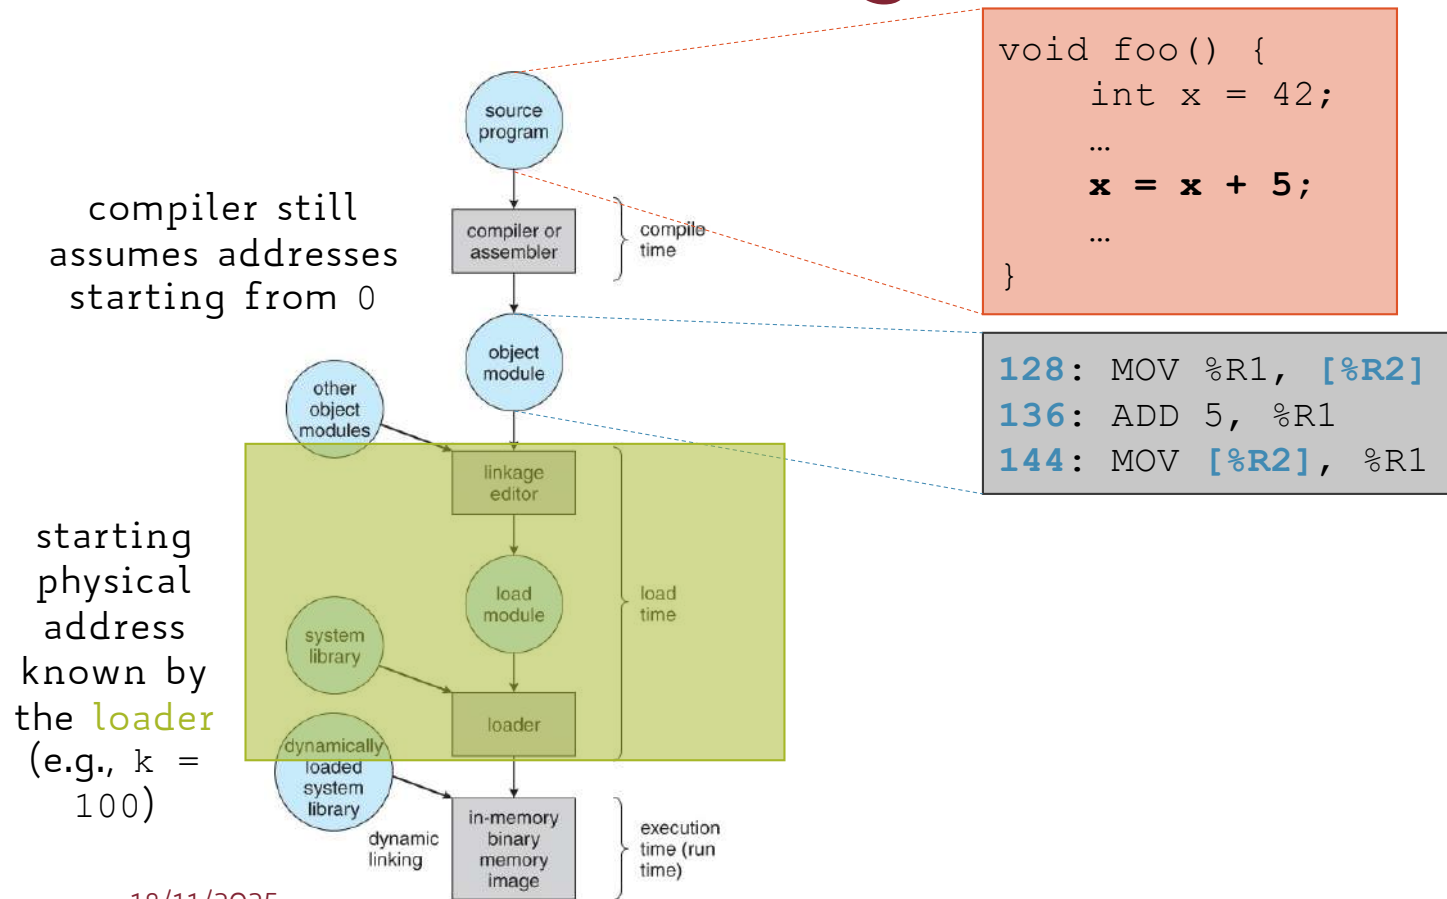 void foo() {
int x = 42;
…
x = x + 5;
…
}
source
program
compiler still
assumes addresses
starting from 0
compiler or
assembler
compile
time
object
module
128: MOV %R1, [%R2]
136: ADD 5, %R1
144: MOV [%R2], %R1
other
object
modules
linkage
editor
starting
physical
address
known by
the loader
(e.g., k =
100)
load
module
load
time
system
library
loader
dynamically
loaded
system
library
dynamic
linking
in-memory
binary
memory
image
execution
time (run
time)
18/11/2025